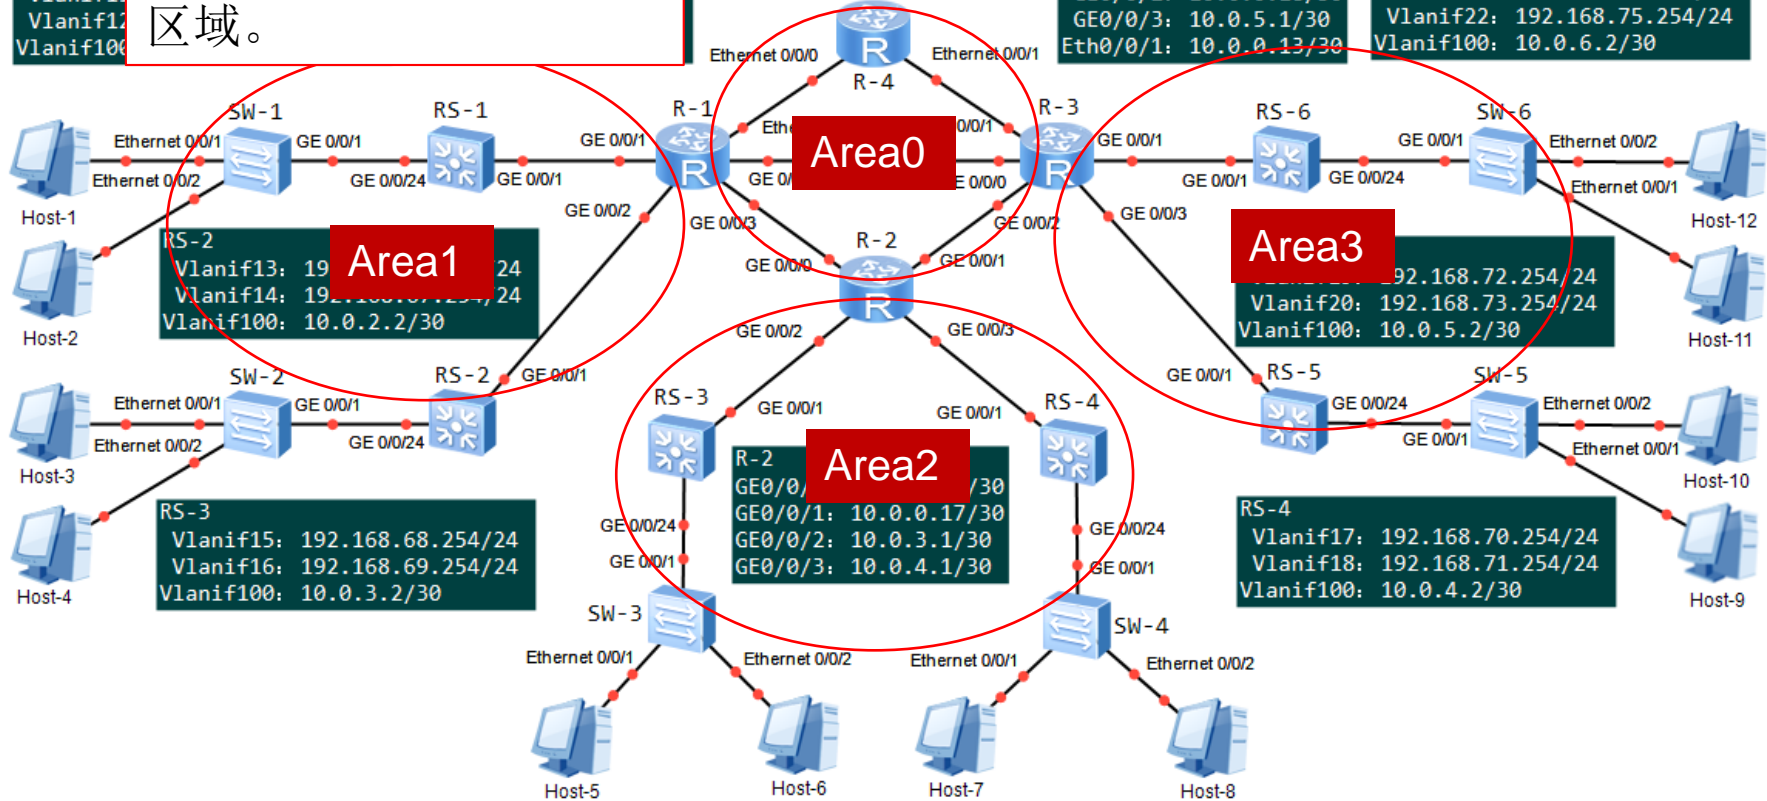 Vlanif12
Vlanif100
区域。
GE0/0/3: 10.0.5.1/30
Eth0/0/1: 10.0.0.13/30
Vlanif22: 192.168.75.254/24
Vlanif100: 10.0.6.2/30
Ethernet 0/0/0
Ethernet 0/0/1
R-4
SW-1
RS-1
R-1
R-3
RS-6
SW-6
Ethernet 0/0/1
GE 0/0/1
GE 0/0/1
Area0
GE 0/0/1
GE 0/0/1
Ethernet 0/0/2
Ethernet 0/0/2
GE 0/0/24
GE 0/0/1
GE 0/0/1
GE 0/0/24
Ethernet 0/0/1
Host-1
GE 0/0/2
GE 0/0/3
GE 0/0/2
GE 0/0/3
Host-12
R-2
RS-2
Vlanif13: 19
/24
Vlanif14: 192.168.67.254/24
Vlanif100: 10.0.2.2/30
Area1
GE 0/0/0
GE 0/0/1
Area3
192.168.72.254/24
Vlanif20: 192.168.73.254/24
Vlanif100: 10.0.5.2/30
Host-2
Host-11
GE 0/0/2
GE 0/0/3
SW-2
RS-2
GE 0/0/1
GE 0/0/1
RS-5
SW-5
Ethernet 0/0/1
GE 0/0/1
RS-3
RS-4
GE 0/0/24
Ethernet 0/0/2
Ethernet 0/0/2
GE 0/0/24
GE 0/0/1
GE 0/0/1
GE 0/0/1
Ethernet 0/0/1
Host-3
Host-10
R-2
GE0/0/
/30
GE0/0/1: 10.0.0.17/30
GE0/0/2: 10.0.3.1/30
GE0/0/3: 10.0.4.1/30
Area2
RS-3
Vlanif15: 192.168.68.254/24
Vlanif16: 192.168.69.254/24
Vlanif100: 10.0.3.2/30
RS-4
Vlanif17: 192.168.70.254/24
Vlanif18: 192.168.71.254/24
Vlanif100: 10.0.4.2/30
GE 0/0/24
GE 0/0/24
GE 0/0/1
GE 0/0/1
Host-4
Host-9
SW-3
SW-4
Ethernet 0/0/1
Ethernet 0/0/2
Ethernet 0/0/1
Ethernet 0/0/2
Host-5
Host-6
Host-7
Host-8